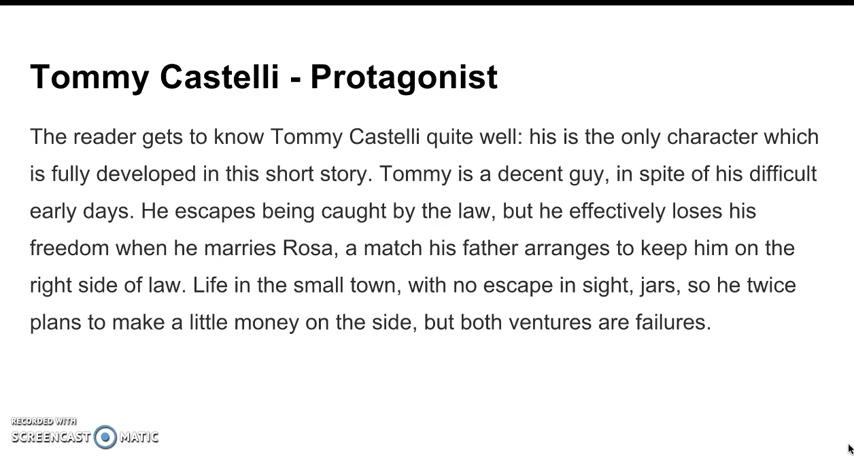 Tommy Castelli - Protagonist
The reader gets to know Tommy Castelli quite well: his is the only character which
is fully developed in this short story. Tommy is a decent guy, in spite of his difficult
early days. He escapes being caught by the law, but he effectively loses his
freedom when he marries Rosa, a match his father arranges to keep him on the
right side of law. Life in the small town, with no escape in sight, jars, so he twice
plans to make a little money on the side, but both ventures are failures.
RECORDED WITH
SCREENCAST MATIC